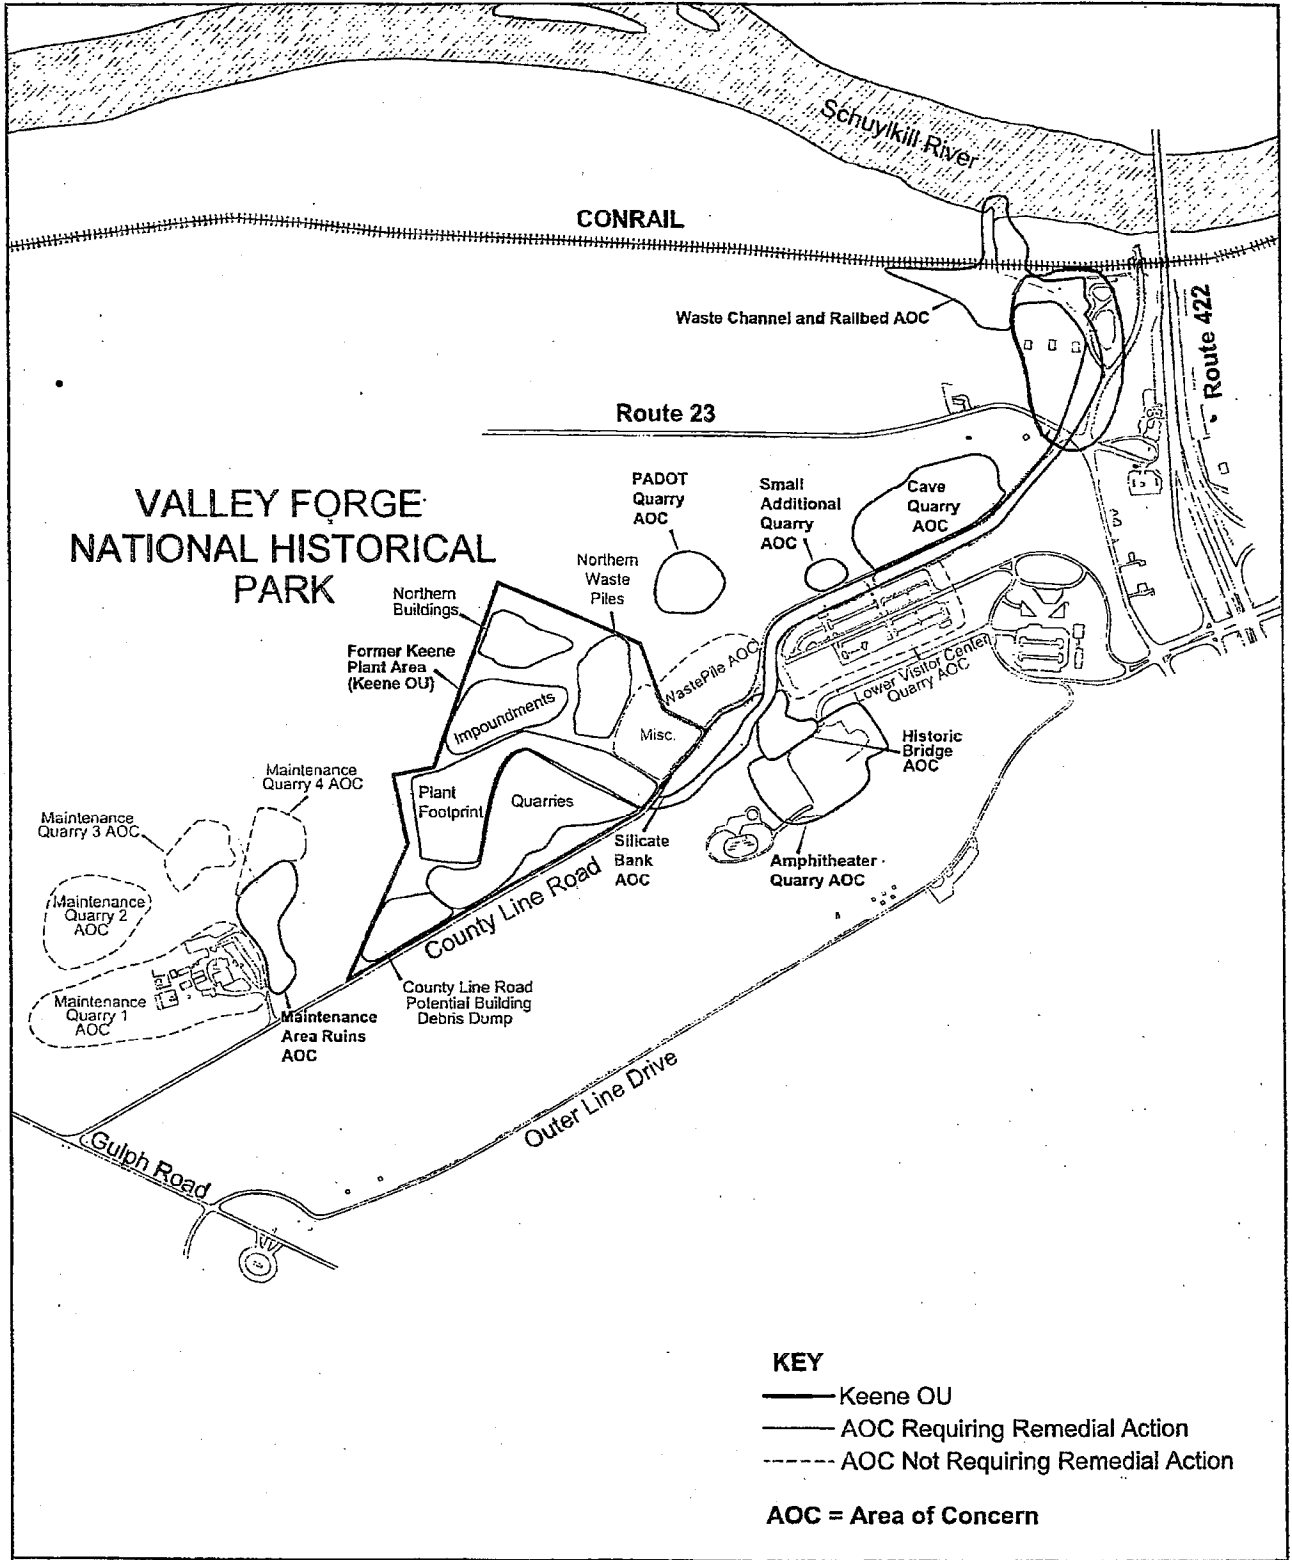 Schuylkill River
CONRAIL
Waste Channel and Railbed AOC
Route 422
Route 23
VALLEY FORGE
NATIONAL HISTORICAL
PARK
PADOT
Quarry
AOC
Small
Additional
Quarry
AOC
Cave
Quarry
AOC
Northern
Waste
Piles
Northern
Buildings
Former Keene
Plant Area
(Keene OU)
WastePile AOC
Lower Visitor Center
Quarry AOC
Impoundments
Misc.
Historic
Bridge
AOC
Maintenance
Quarry 4 AOC
Plant
Footprint
Quarries
Maintenance
Quarry 3 AOC
Silicate
Bank
AOC
Amphitheater
Quarry AOC
Maintenance
Quarry 2
AOC
County Line Road
County Line Road
Potential Building
Debris Dump
Maintenance
Quarry 1
AOC
Maintenance
Area Ruins
AOC
Outer Line Drive
Gulph Road
KEY
Keene OU
AOC Requiring Remedial Action
AOC Not Requiring Remedial Action
AOC = Area of Concern